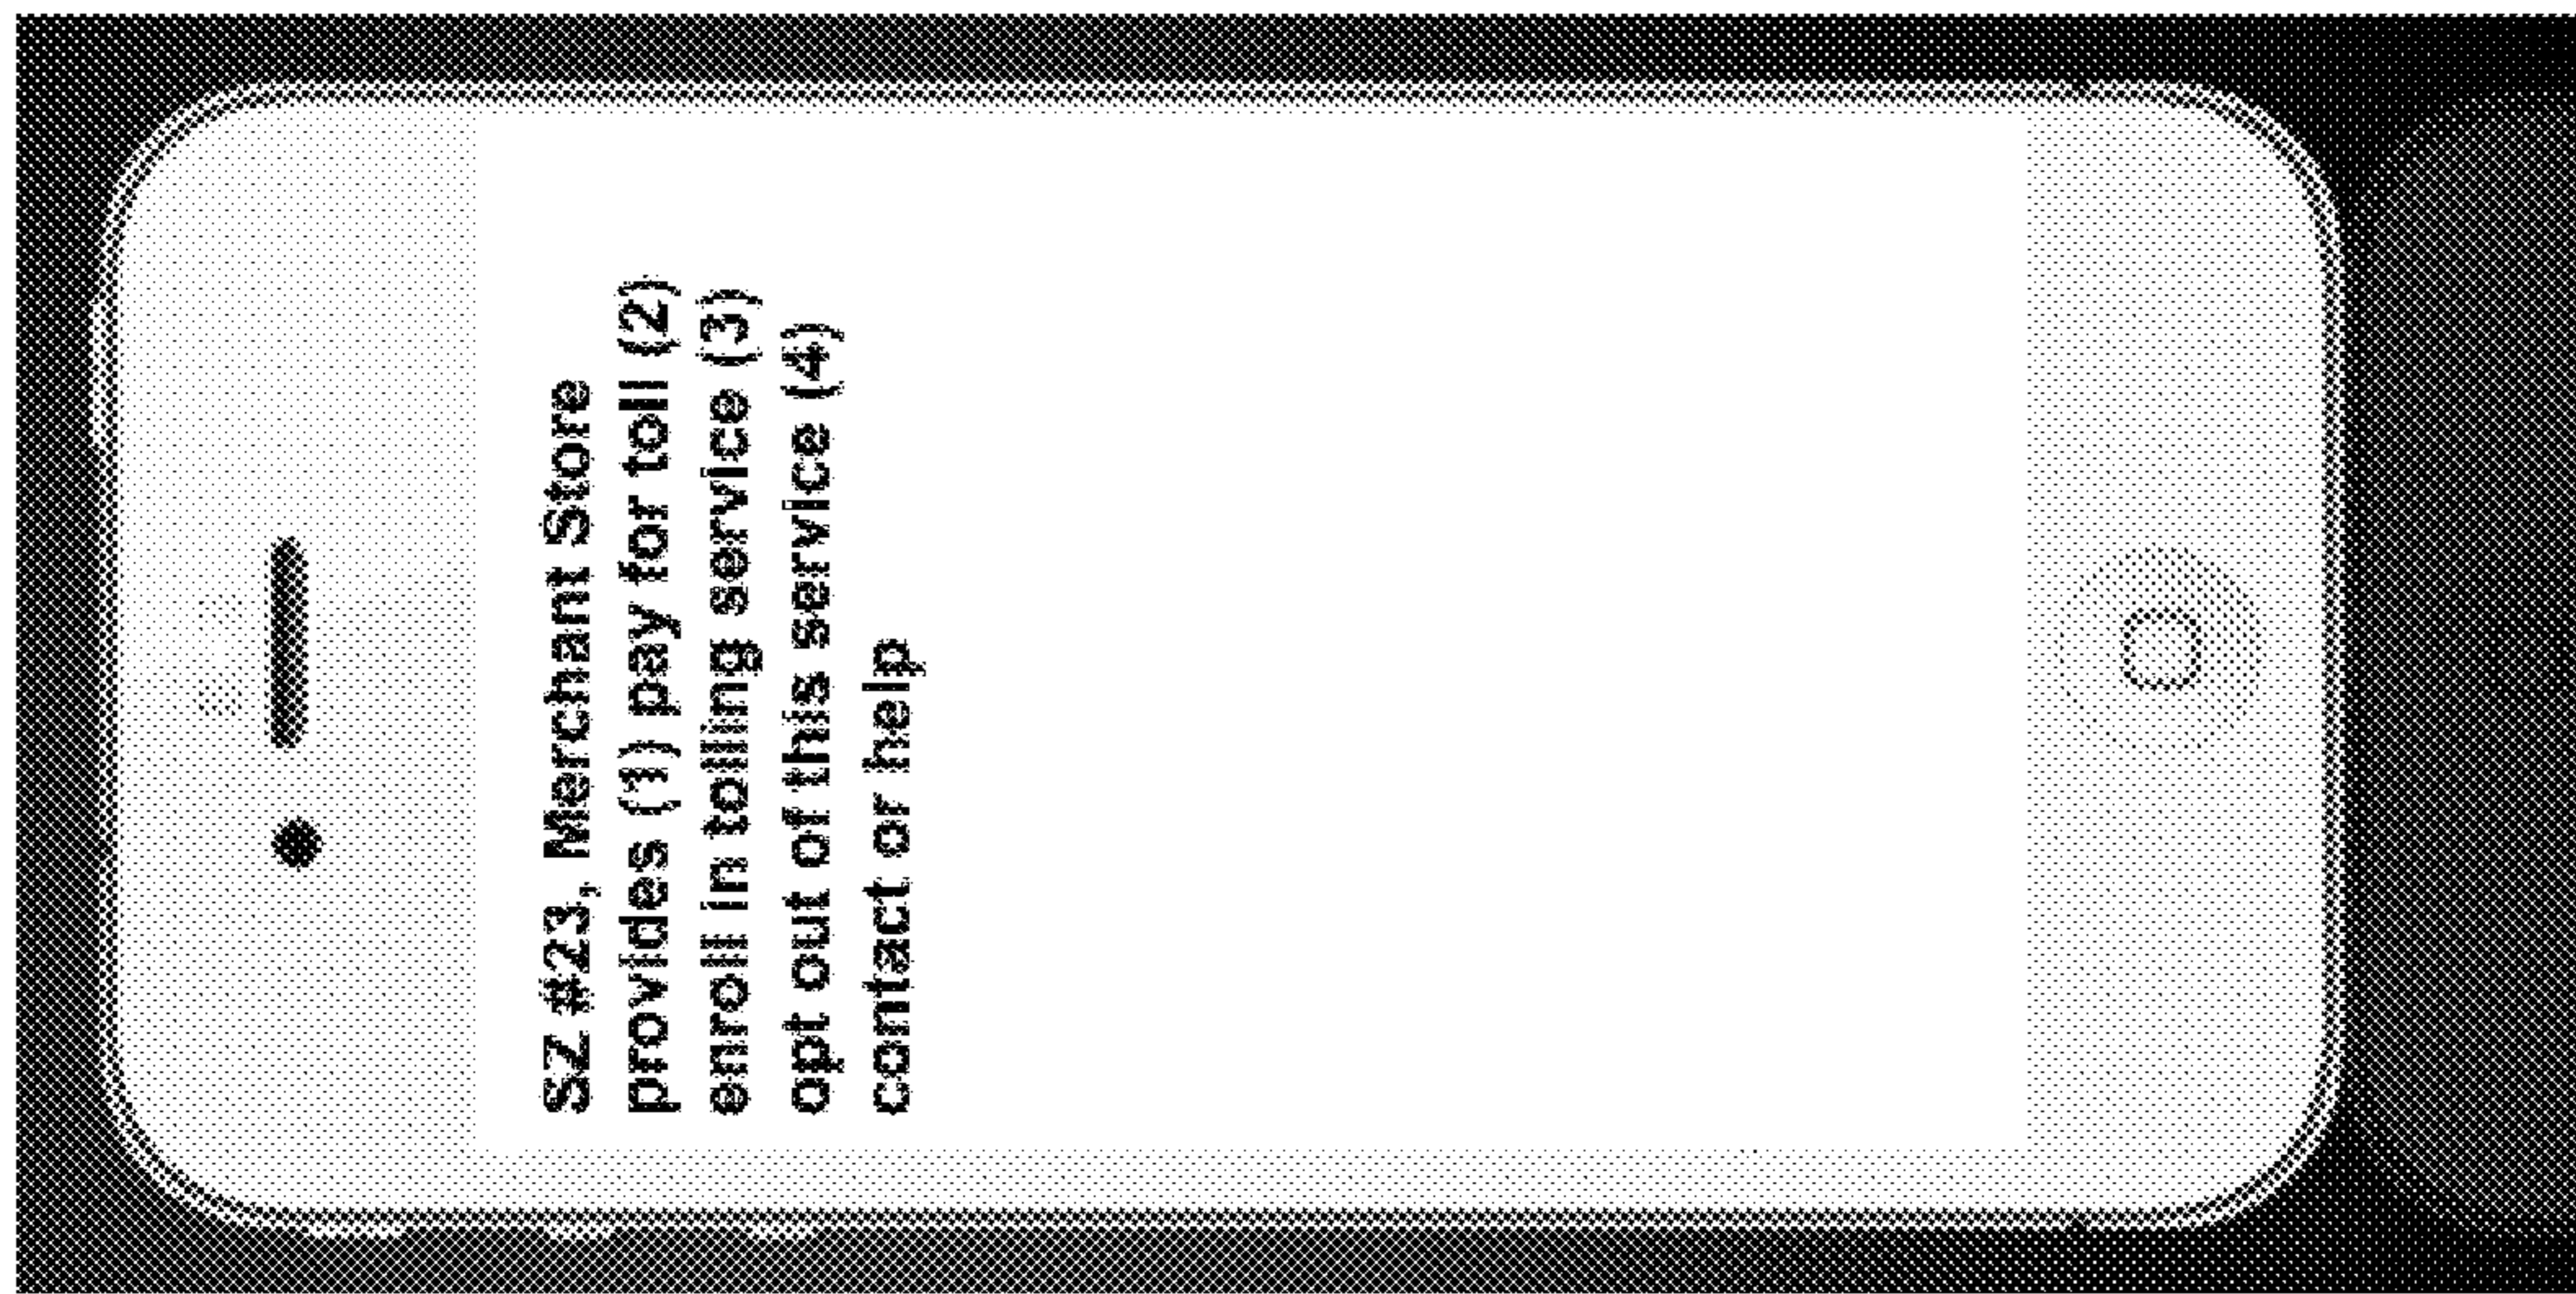 SZ #23, Merchant Store
provides (1) pay for toll (2)
enroll in tolling service (3)
opt out of this service (4)
contact or help